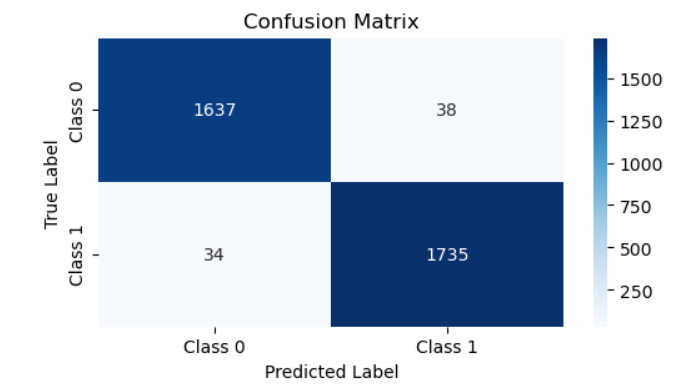 Confusion Matrix
True Label
Class 0
1637
38
Class 1
34
1735
Class 0
Class 1
Predicted Label
1500
1250
1000
750
500
250